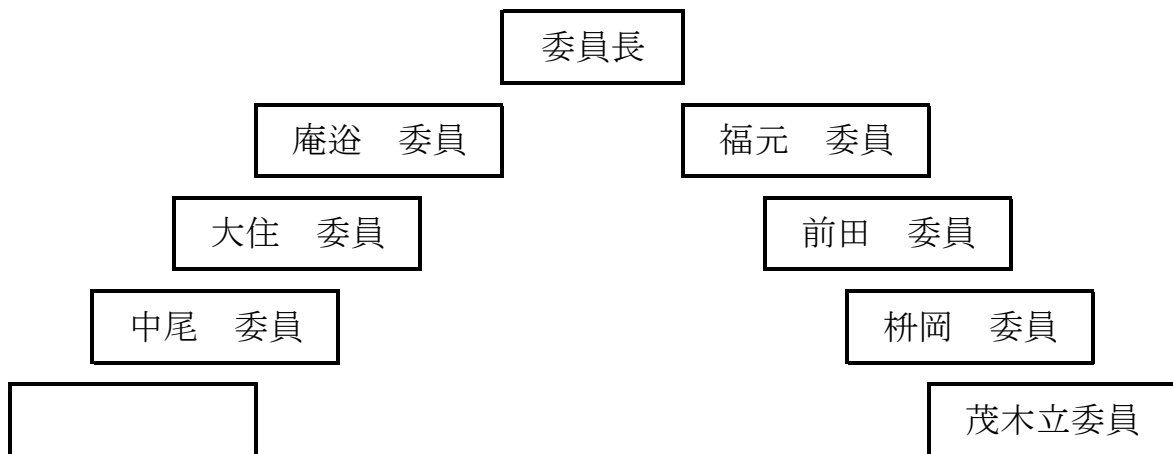 委員長
庵逧　委員
福元　委員
大住　委員
前田　委員
中尾　委員
枡岡　委員
茂木立委員